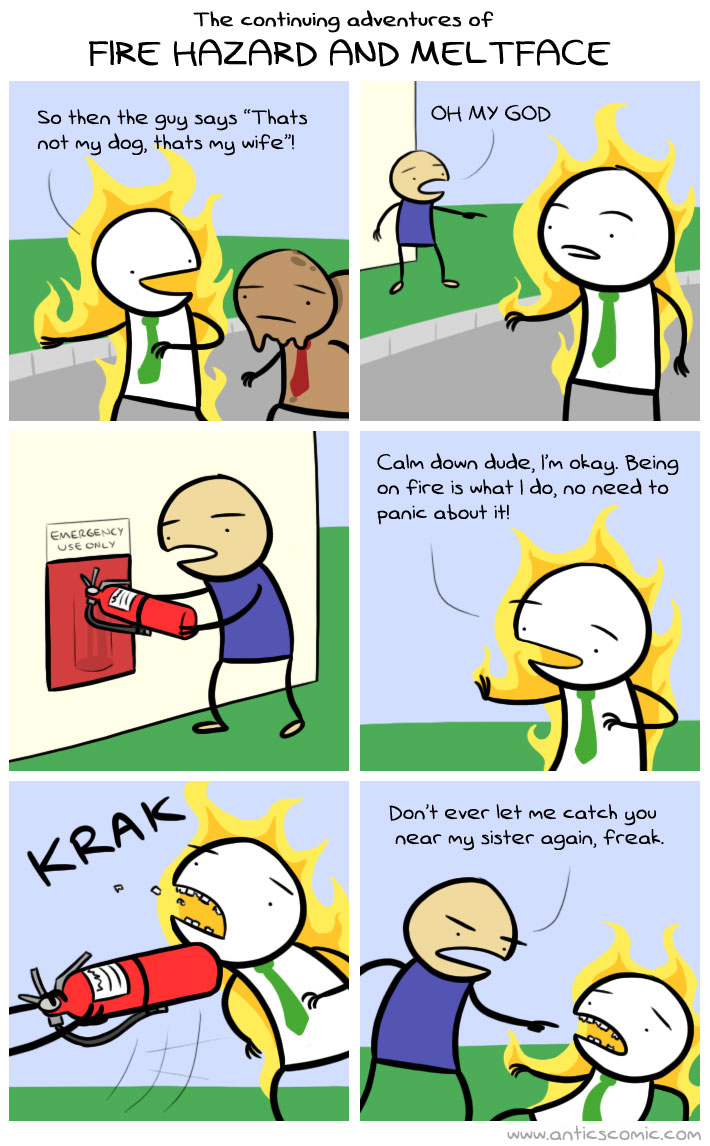 The continuing adventures of
FIRE HAZARD AND MELTFACE
So then the guy says "Thats
not my dog, thats my wife"!
OH MY GOD
EMERGENCY
USE ONLY
Calm down dude, I'm okay. Being
on fire is what I do, no need to
panic about it!
KRAK
Don't ever let me catch you
near my sister again, freak.
www.anticscomic.com